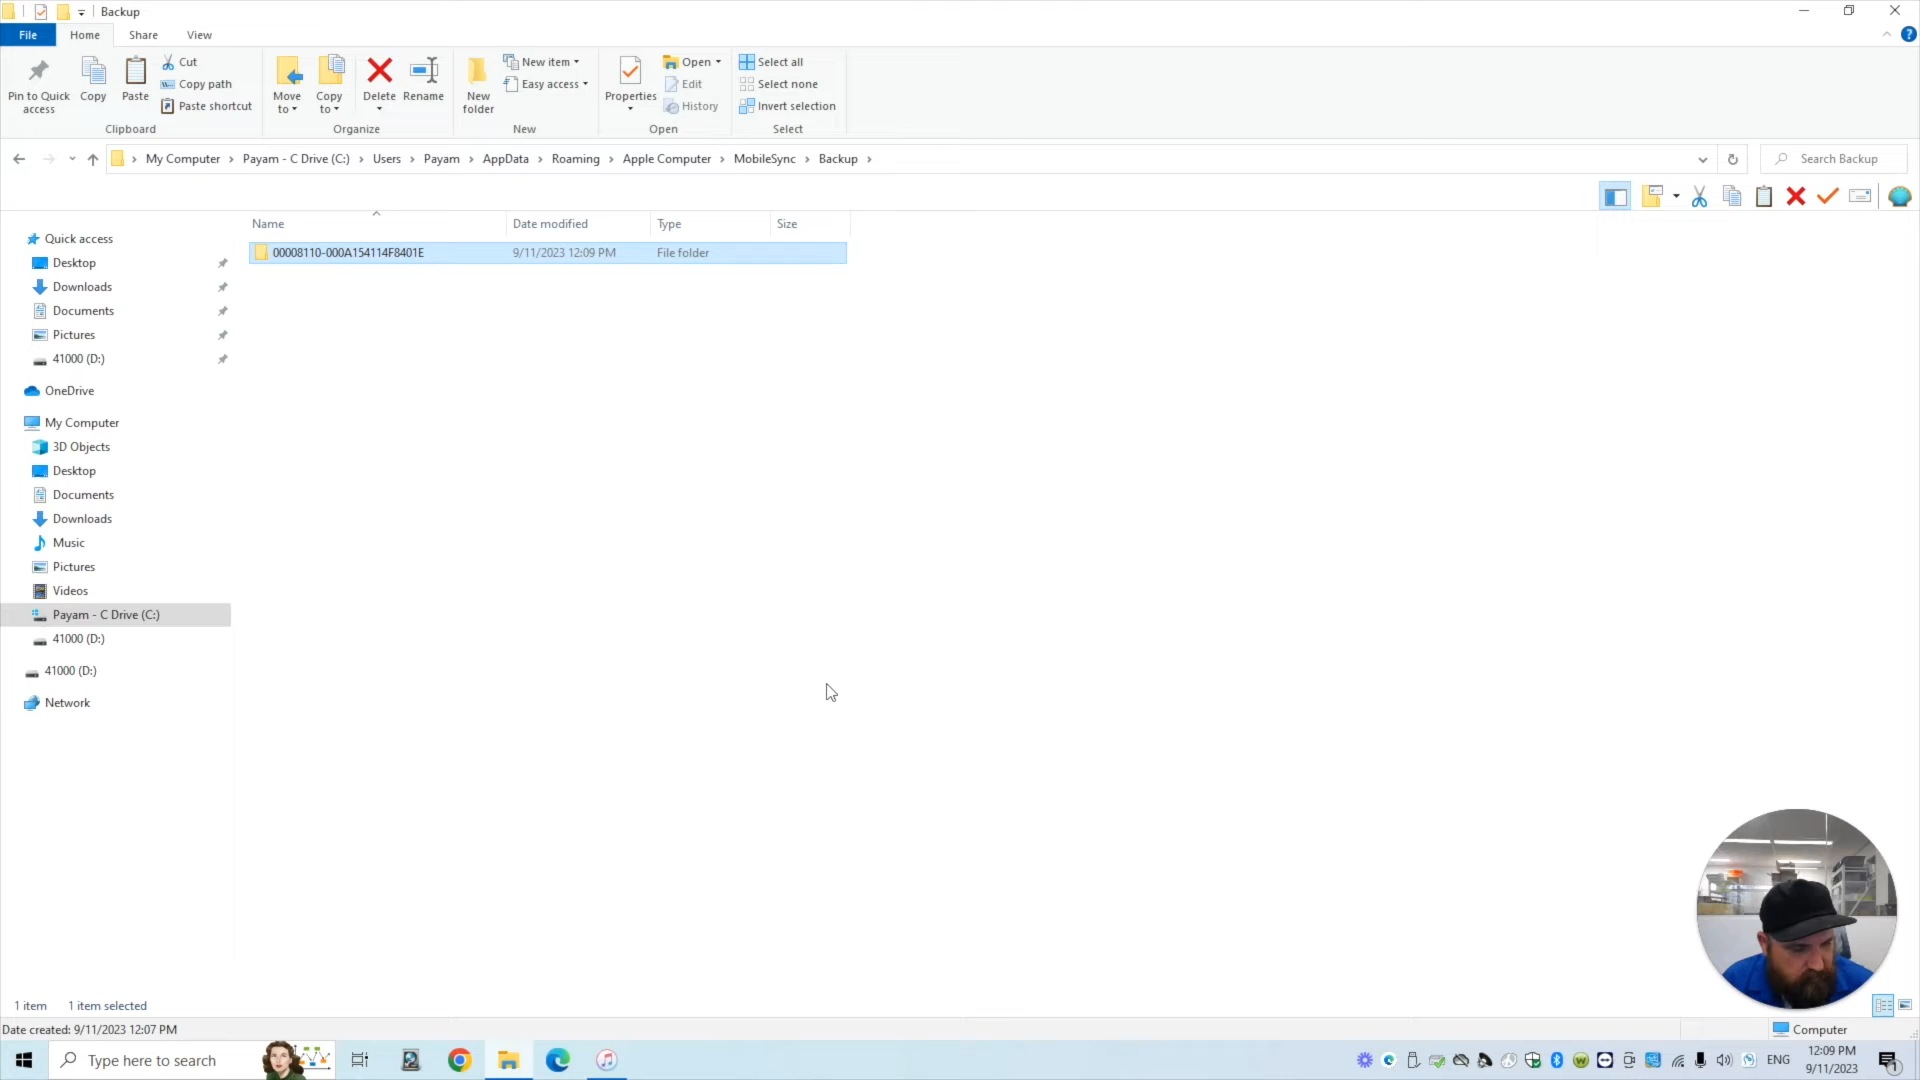 Backup
File Home Share View
Pin to Quick access
Copy
Paste
Cut
Copy path
Paste shortcut
Clipboard
Move to
Copy to
Delete
Rename
Organize
New folder
New item
Easy access
New
Properties
Open
Edit
History
Open
Select all
Select none
Invert selection
Select
My Computer Payam - C Drive (C:) Users Payam AppData Roaming Apple Computer MobileSync Backup
Search Backup
Name Date modified Type Size
00008110-000A154114F8401E 9/11/2023 12:09 PM File folder
Quick access
Desktop
Downloads
Documents
Pictures
41000 (D:)
OneDrive
My Computer
3D Objects
Desktop
Documents
Downloads
Music
Pictures
Videos
Payam - C Drive (C:)
41000 (D:)
41000 (D:)
Network
1 item 1 item selected
Date created: 9/11/2023 12:07 PM
Computer
Type here to search
ENG
12:09 PM
9/11/2023
1